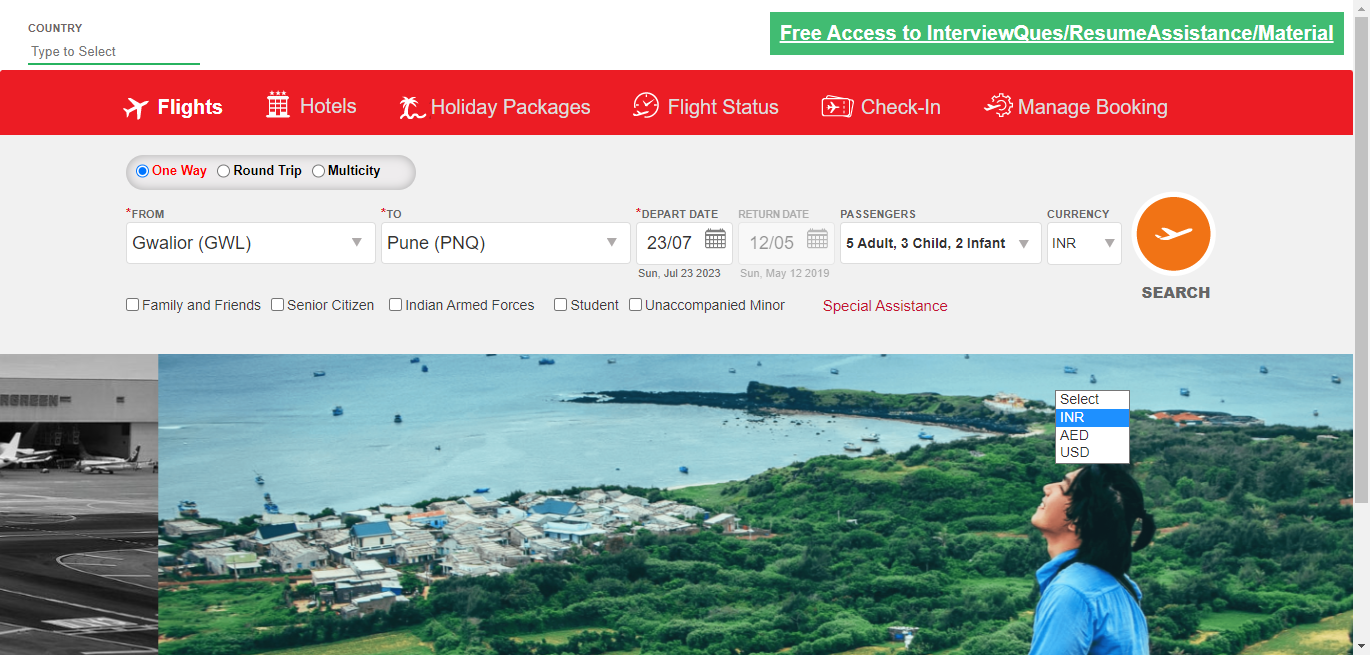 COUNTRY
Type to Select
Free Access to InterviewQues/ResumeAssistance/Material
Flights
Hotels
Holiday Packages
Flight Status
Check-In
Manage Booking
One Way
Round Trip
Multicity
*FROM
*TO
*DEPART DATE
RETURN DATE
PASSENGERS
CURRENCY
Gwalior (GWL)
Pune (PNQ)
23/07
12/05
5 Adult, 3 Child, 2 Infant
INR
Sun, Jul 23 2023
Sun, May 12 2019
SEARCH
Family and Friends
Senior Citizen
Indian Armed Forces
Student
Unaccompanied Minor
Special Assistance
Select
INR
AED
USD